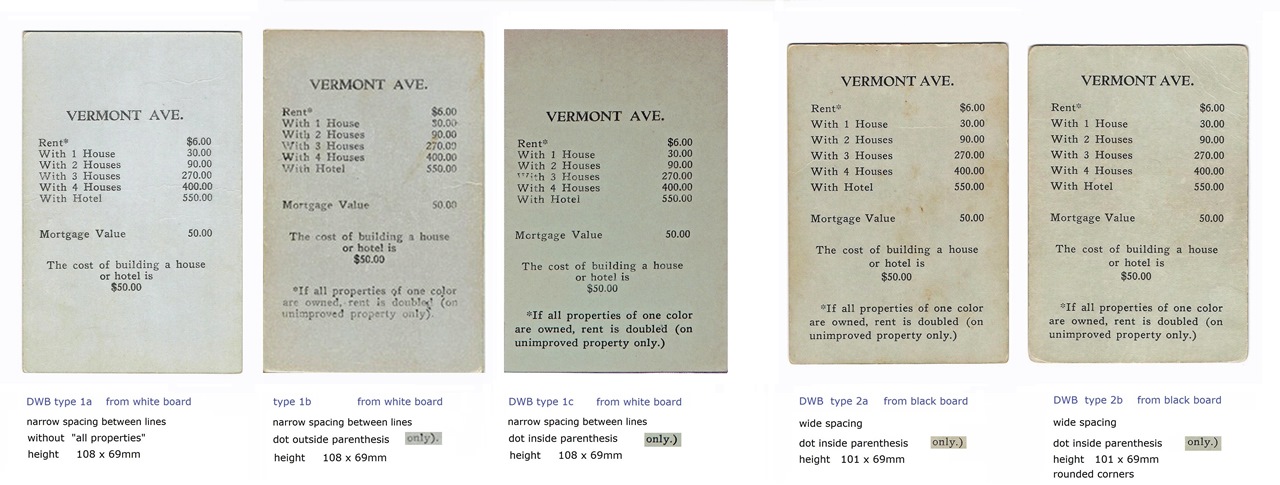 VERMONT AVE.
Rent* $6.00
With 1 House 30.00
With 2 Houses 90.00
With 3 Houses 270.00
With 4 Houses 400.00
With Hotel 550.00
Mortgage Value 50.00
The cost of building a house
or hotel is
$50.00
DWB type 1a from white board
narrow spacing between lines
without "all properties"
height 108 x 69mm
VERMONT AVE.
Rent* $6.00
With 1 House 30.00
With 2 Houses 90.00
With 3 Houses 270.00
With 4 Houses 400.00
With Hotel 550.00
Mortgage Value 50.00
The cost of building a house
or hotel is
$50.00
*If all properties of one color
are owned, rent is doubled (on
unimproved property only).
type 1b from white board
narrow spacing between lines
dot outside parenthesis only).
height 108 x 69mm
VERMONT AVE.
Rent* $6.00
With 1 House 30.00
With 2 Houses 90.00
With 3 Houses 270.00
With 4 Houses 400.00
With Hotel 550.00
Mortgage Value 50.00
The cost of building a house
or hotel is
$50.00
*If all properties of one color
are owned, rent is doubled (on
unimproved property only.)
DWB type 1c from white board
narrow spacing between lines
dot inside parenthesis only.)
height 108 x 69mm
VERMONT AVE.
Rent* $6.00
With 1 House 30.00
With 2 Houses 90.00
With 3 Houses 270.00
With 4 Houses 400.00
With Hotel 550.00
Mortgage Value 50.00
The cost of building a house
or hotel is
$50.00
*If all properties of one color
are owned, rent is doubled (on
unimproved property only.)
DWB type 2a from black board
wide spacing
dot inside parenthesis only.)
height 101 x 69mm
VERMONT AVE.
Rent* $6.00
With 1 House 30.00
With 2 Houses 90.00
With 3 Houses 270.00
With 4 Houses 400.00
With Hotel 550.00
Mortgage Value 50.00
The cost of building a house
or hotel is
$50.00
*If all properties of one color
are owned, rent is doubled (on
unimproved property only.)
DWB type 2b from black board
wide spacing
dot inside parenthesis only.)
height 101 x 69mm
rounded corners